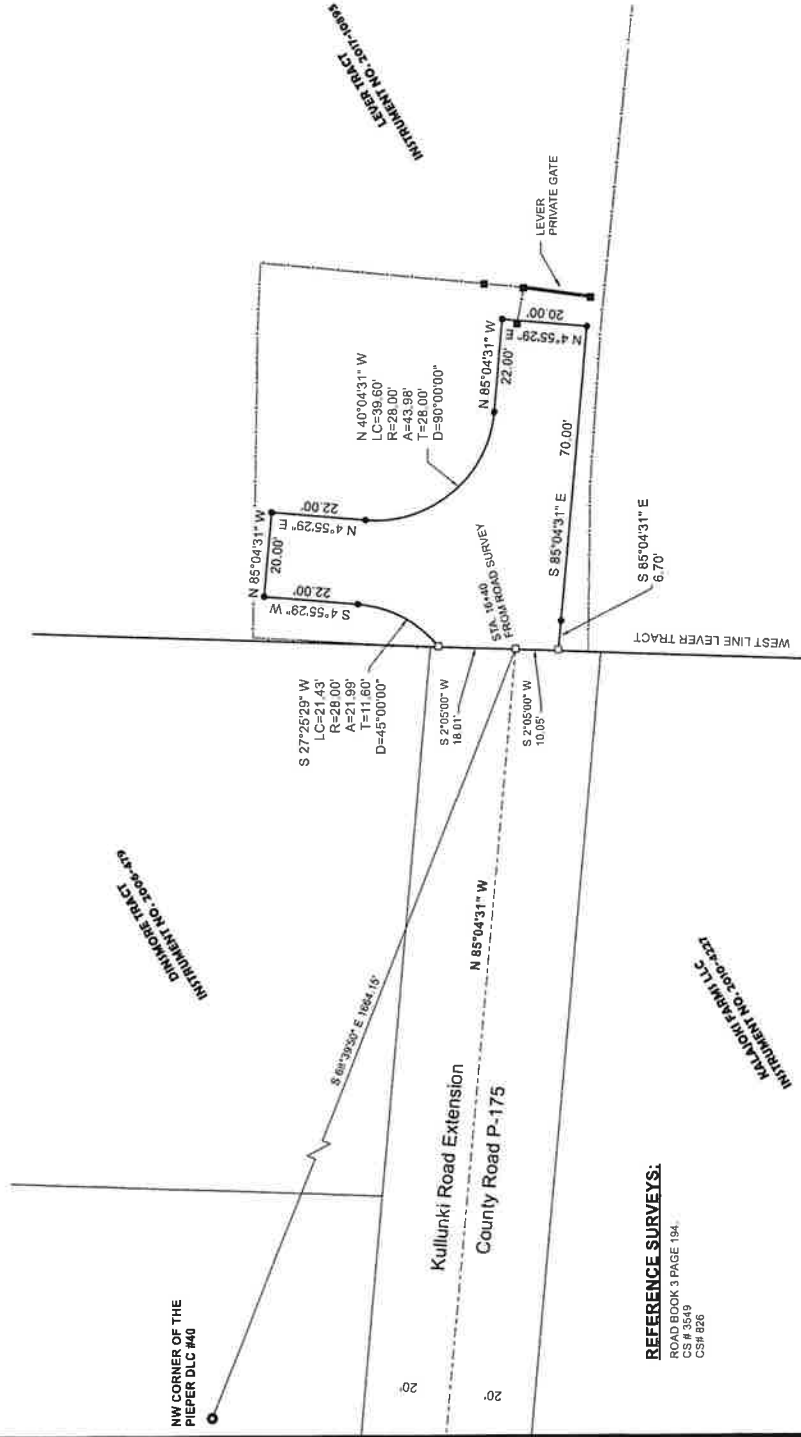 LEVER TRACT
INSTRUMENT NO. 2017-10895
LEVER
PRIVATE GATE
N 40°04'31" W
LC=39.60'
R=28.00'
A=43.98'
T=28.00'
D=90°00'00"
N 85°04'31" W
22.00'
N 4°55'29" E
20.00'
N 85°04'31" W
20.00'
N 4°55'29" E
22.00'
S 4°55'29" W
22.00'
S 85°04'31" E
70.00'
S 85°04'31" E
6.70'
STA. 16+40
FROM ROAD SURVEY
WEST LINE LEVER TRACT
S 27°25'29" W
LC=21.43'
R=28.00'
A=21.99'
T=11.60'
D=45°00'00"
S 2°05'00" W
18.01'
S 2°05'00" W
10.05'
DINSMORE TRACT
INSTRUMENT NO. 2006-479
S 68°39'50" E 1664.15'
N 85°04'31" W
Kullunki Road Extension
County Road P-175
KALAJOKI FARMS LLC
INSTRUMENT NO. 2010-4227
NW CORNER OF THE
PIEPER DLC #40
20'
20'
REFERENCE SURVEYS:
ROAD BOOK 3 PAGE 194,
CS # 3549
CS# 826